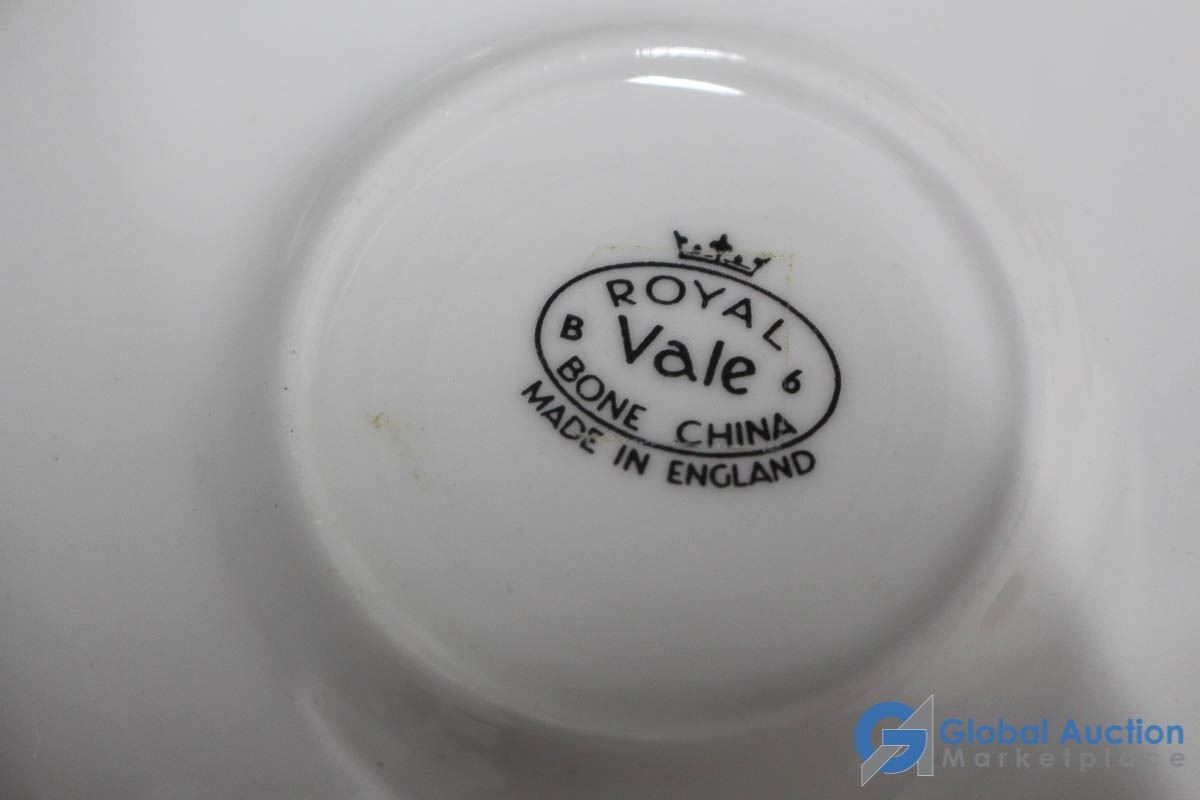 ROYAL
B Vale 6
BONE CHINA
MADE IN ENGLAND
Global Auction
Marketplace